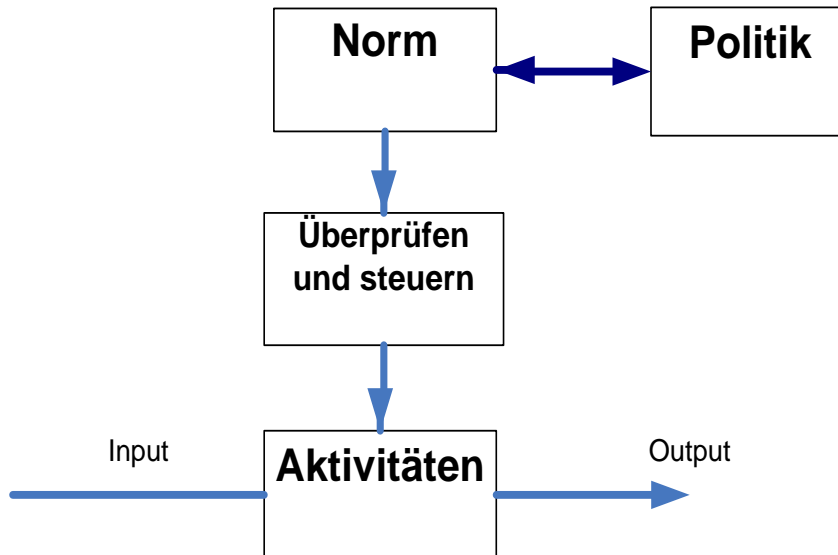 Norm
Politik
Überprüfen
und steuern
Input
Aktivitäten
Output